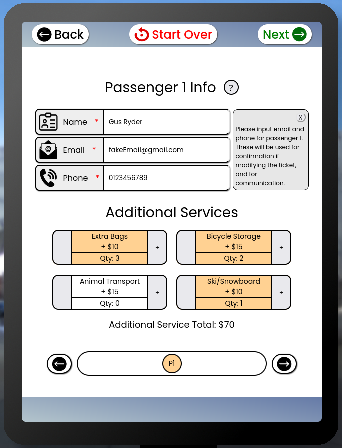 Back
Start Over
Next
Passenger 1 Info ?
Name * Gus Ryder
Email * fakeEmail@gmail.com
Phone * 0123456789
X
Please input email and
phone for passenger 1.
These will be used for
confirmation if
modifying the ticket,
and for
communication.
Additional Services
Extra Bags
+ $10
Qty: 3
+
Bicycle Storage
+ $15
Qty: 2
+
Animal Transport
+ $15
Qty: 0
+
Ski/Snowboard
+ $10
Qty: 1
+
Additional Service Total: $70
P1